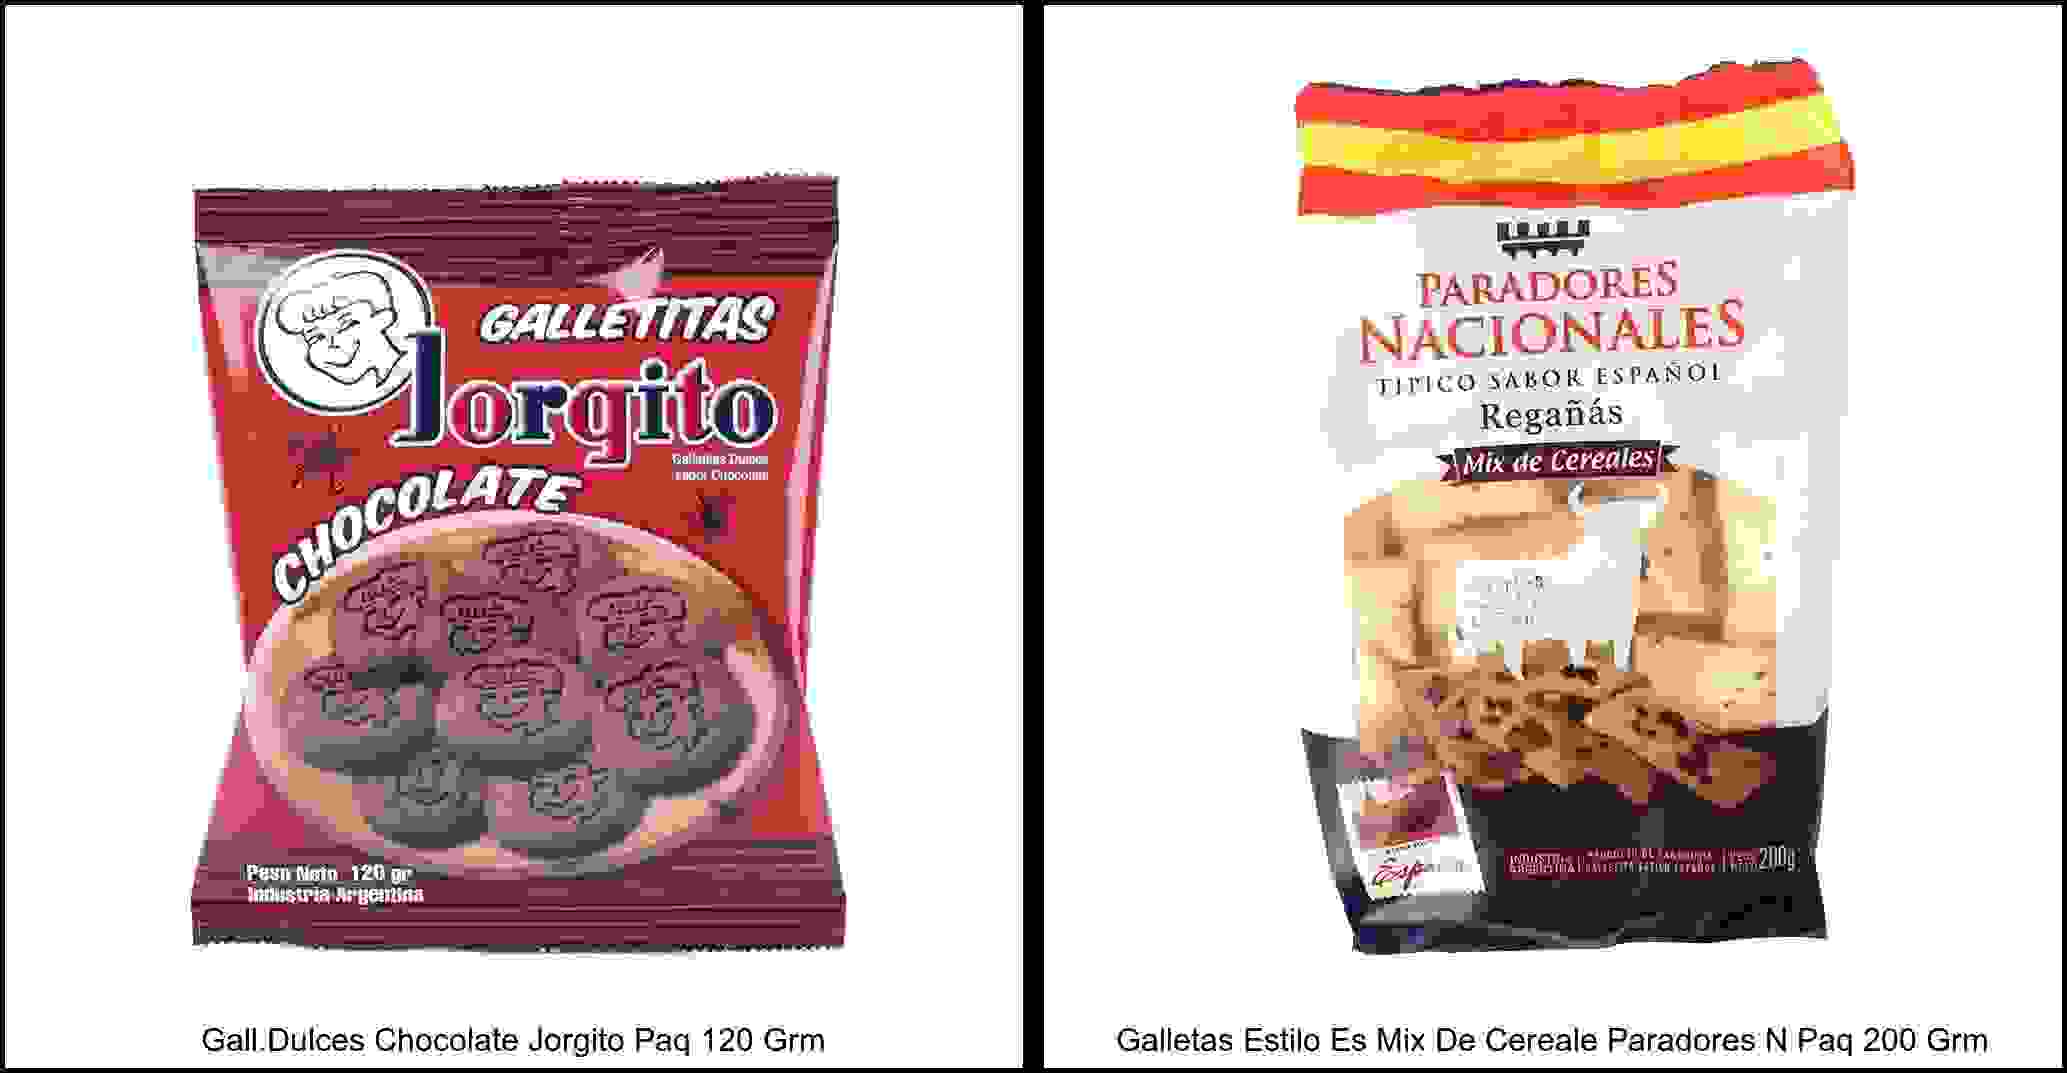 GALLETITAS
Jorgito
Galletitas Dulces
sabor Chocolate
CHOCOLATE
Peso Neto 120 gr
Industria Argentina
Gall.Dulces Chocolate Jorgito Paq 120 Grm
PARADORES
NACIONALES
TIPICO SABOR ESPAÑOL
Regañás
Mix de Cereales
INDUSTRIA
ARGENTINA
200g
Galletas Estilo Es Mix De Cereale Paradores N Paq 200 Grm